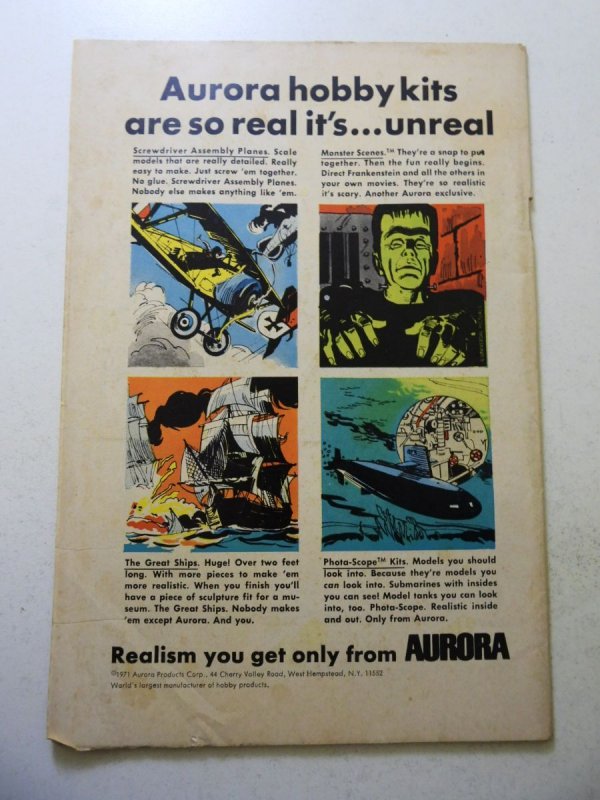 Aurora hobby kits
are so real it's...unreal
Screwdriver Assembly Planes. Scale
models that are really detailed. Really
easy to make. Just screw 'em together.
No glue. Screwdriver Assembly Planes.
Nobody else makes anything like 'em.
Monster Scenes.™ They're a snap to put
together. Then the fun really begins.
Direct Frankenstein and all the others in
your own movies. They're so realistic
it's scary. Another Aurora exclusive.
The Great Ships. Huge! Over two feet
long. With more pieces to make 'em
more realistic. When you finish you'll
have a piece of sculpture fit for a mu-
seum. The Great Ships. Nobody makes
'em except Aurora. And you.
Phota-Scope™ Kits. Models you should
look into. Because they're models you
can look into. Submarines with insides
you can see! Model tanks you can look
into, too. Phota-Scope. Realistic inside
and out. Only from Aurora.
Realism you get only from AURORA
©1971 Aurora Products Corp., 44 Cherry Valley Road, West Hempstead, N.Y. 11552
World's largest manufacturer of hobby products.